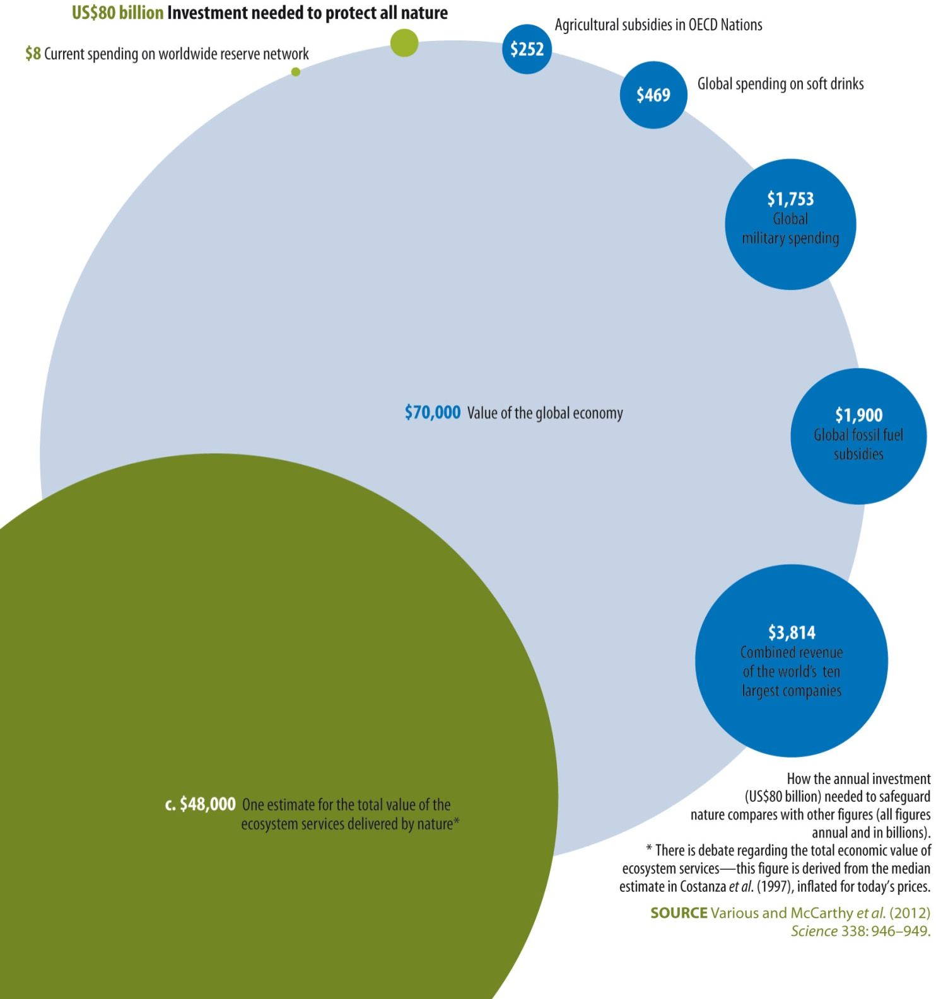 US$80 billion Investment needed to protect all nature
$8 Current spending on worldwide reserve network
Agricultural subsidies in OECD Nations
$252
$469
Global spending on soft drinks
$1,753
Global
military spending
$70,000 Value of the global economy
$1,900
Global fossil fuel
subsidies
$3,814
Combined revenue
of the world's ten
largest companies
c. $48,000 One estimate for the total value of the
ecosystem services delivered by nature*
How the annual investment
(US$80 billion) needed to safeguard
nature compares with other figures (all figures
annual and in billions).
* There is debate regarding the total economic value of
ecosystem services—this figure is derived from the median
estimate in Costanza et al. (1997), inflated for today's prices.
SOURCE Various and McCarthy et al. (2012)
Science 338: 946–949.